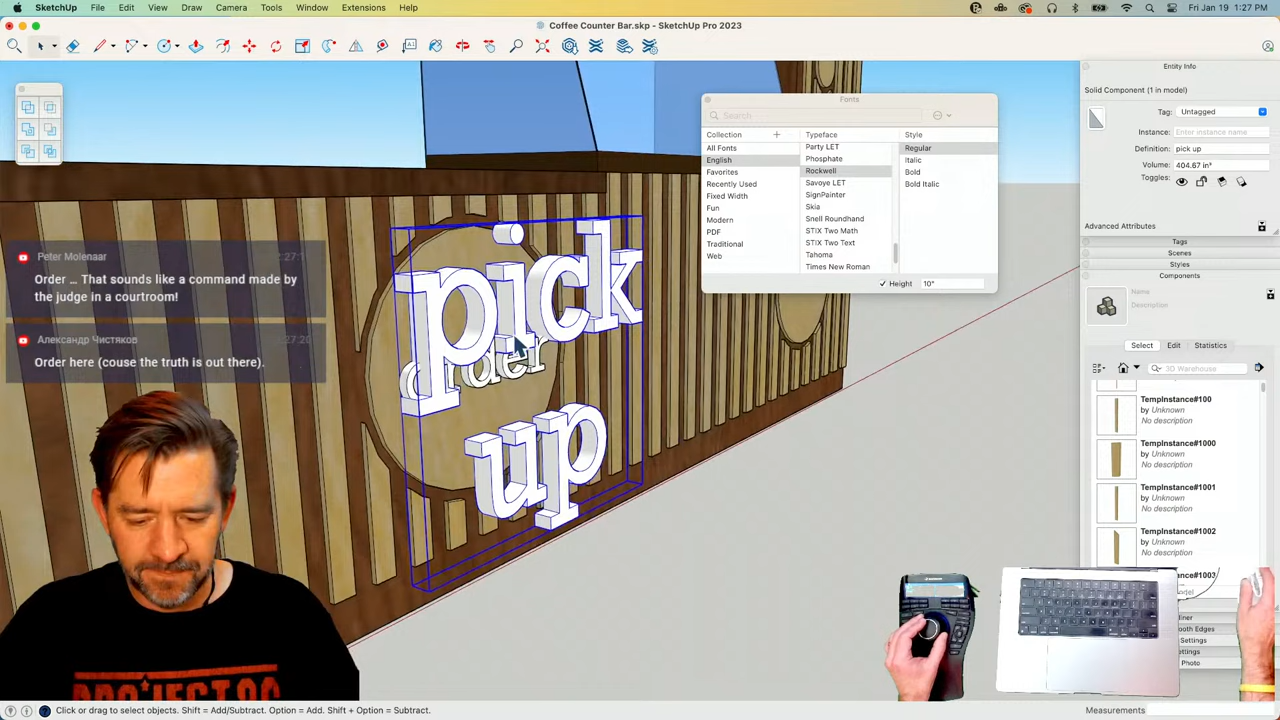 SketchUp File Edit View Draw Camera Tools Window Extensions Help
Fri Jan 19 1:27 PM
Coffee Counter Bar.skp - SketchUp Pro 2023
Fonts
Search
Collection
All Fonts
English
Favorites
Recently Used
Fixed Width
Fun
Modern
PDF
Traditional
Web
Typeface
Party LET
Phosphate
Rockwell
Savoye LET
SignPainter
Skia
Snell Roundhand
STIX Two Math
STIX Two Text
Tahoma
Times New Roman
Style
Regular
Italic
Bold
Bold Italic
Height 10"
Entity Info
Solid Component (1 in model)
Tag: Untagged
Instance: Enter instance name
Definition: pick up
Volume: 404.67 in³
Toggles:
Advanced Attributes
Tags
Scenes
Styles
Components
Name
Description
Select Edit Statistics
3D Warehouse
TempInstance#100
by Unknown
No description
TempInstance#1000
by Unknown
No description
TempInstance#1001
by Unknown
No description
TempInstance#1002
by Unknown
No description
Peter Molenaar
Order ... That sounds like a command made by
the judge in a courtroom!
Александр Чистяков
Order here (couse the truth is out there).
pick
order
up
Click or drag to select objects. Shift = Add/Subtract. Option = Add. Shift + Option = Subtract.
Measurements